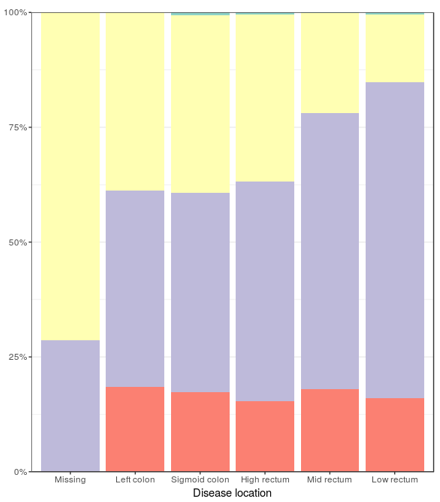 100%
75%
50%
25%
0%
Missing Left colon Sigmoid colon High rectum Mid rectum Low rectum
Disease location